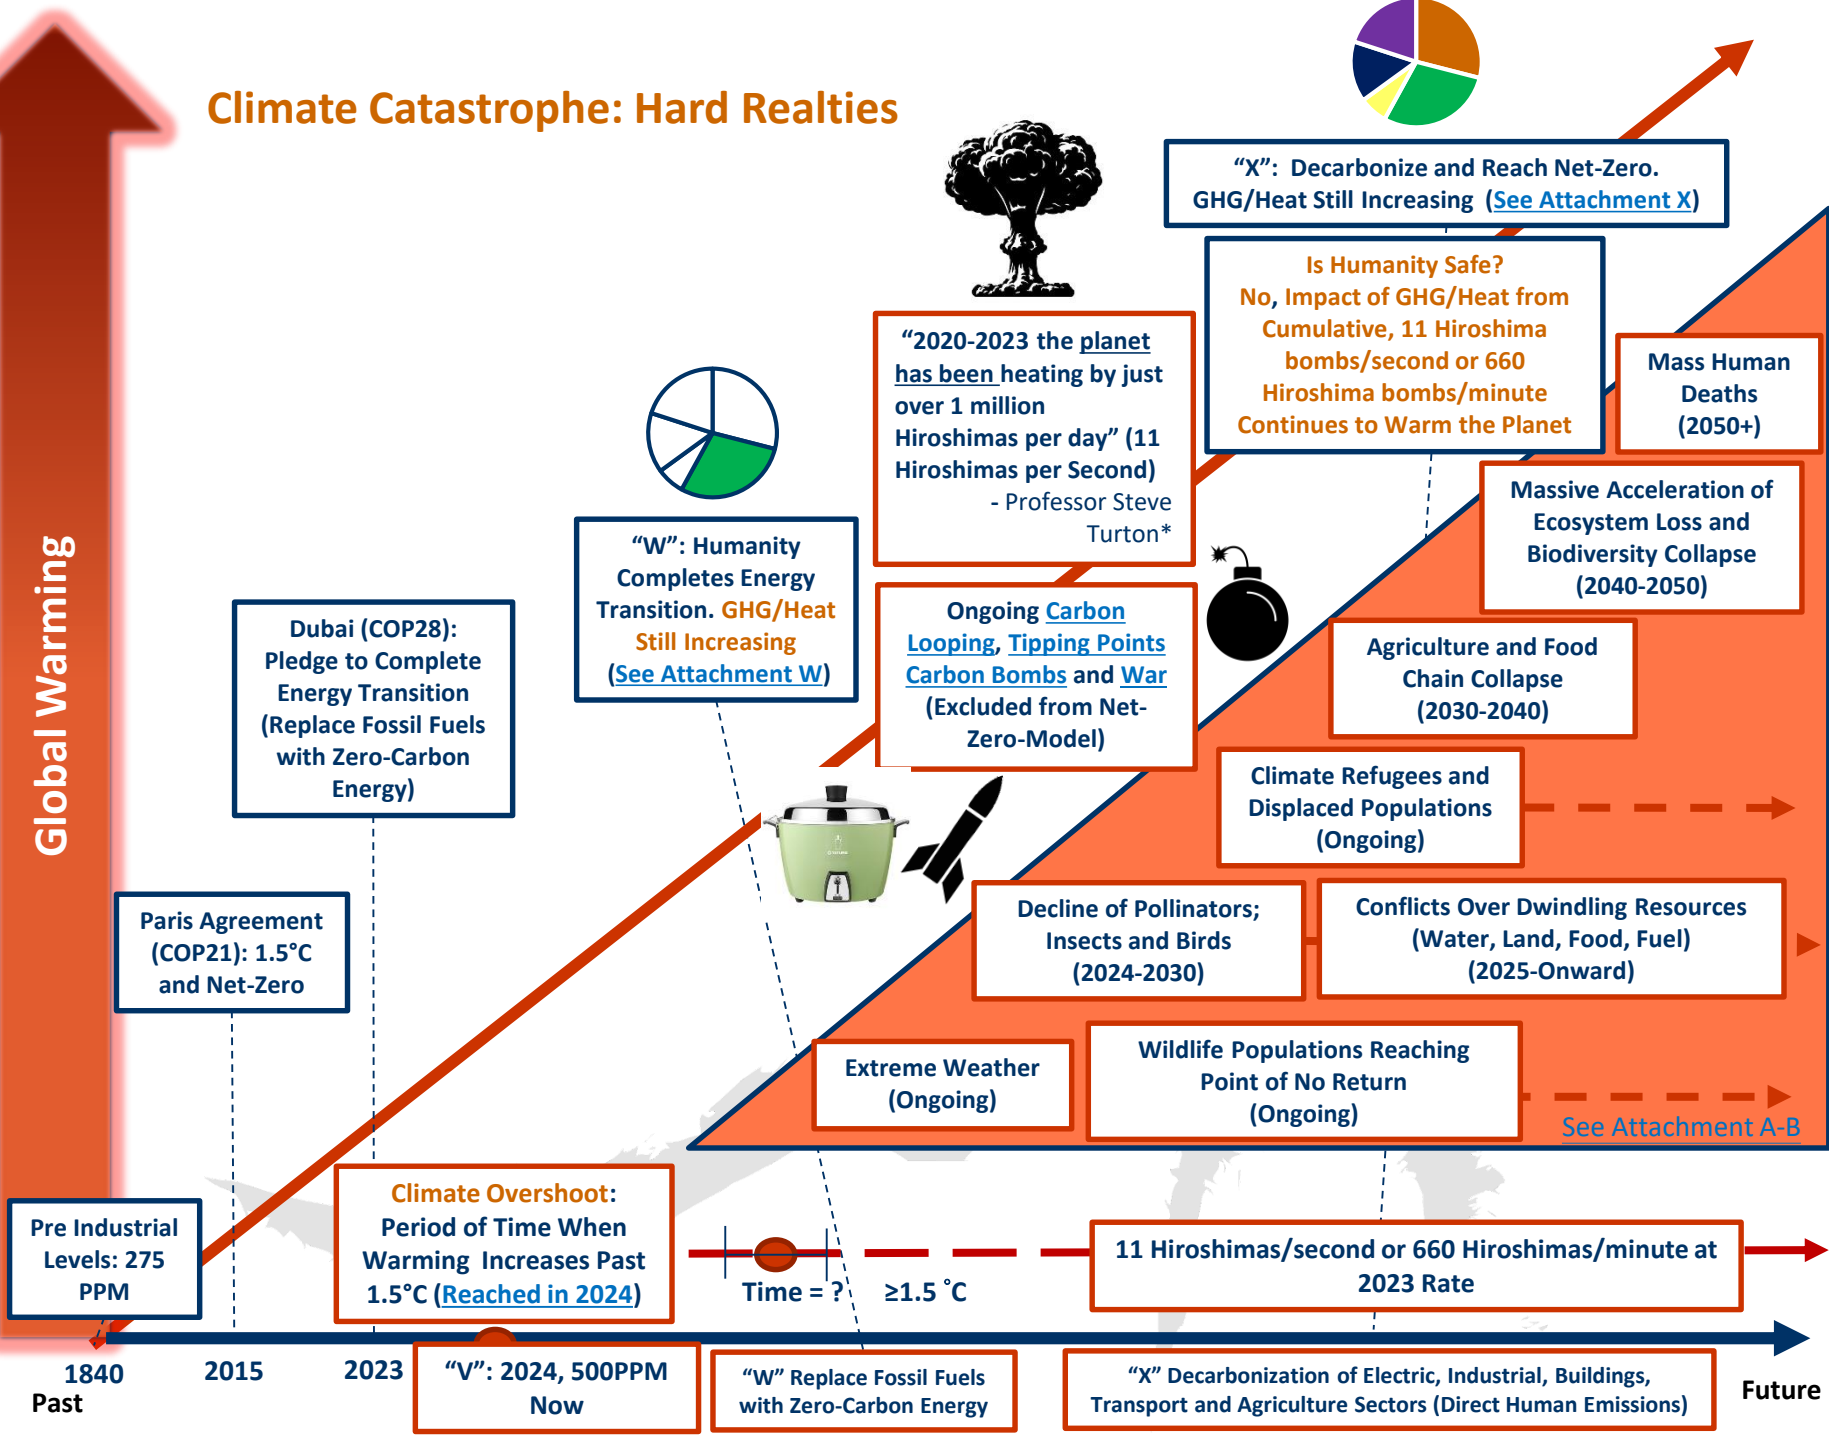 Climate Catastrophe: Hard Realties
Global Warming
“X”: Decarbonize and Reach Net-Zero.
GHG/Heat Still Increasing (See Attachment X)
Is Humanity Safe?
No, Impact of GHG/Heat from
Cumulative, 11 Hiroshima
bombs/second or 660
Hiroshima bombs/minute
Continues to Warm the Planet
“2020-2023 the planet
has been heating by just
over 1 million
Hiroshimas per day” (11
Hiroshimas per Second)
- Professor Steve
Turton*
Mass Human
Deaths
(2050+)
Massive Acceleration of
Ecosystem Loss and
Biodiversity Collapse
(2040-2050)
“W”: Humanity
Completes Energy
Transition. GHG/Heat
Still Increasing
(See Attachment W)
Ongoing Carbon
Looping, Tipping Points
Carbon Bombs and War
(Excluded from Net-
Zero-Model)
Dubai (COP28):
Pledge to Complete
Energy Transition
(Replace Fossil Fuels
with Zero-Carbon
Energy)
Agriculture and Food
Chain Collapse
(2030-2040)
Climate Refugees and
Displaced Populations
(Ongoing)
Paris Agreement
(COP21): 1.5°C
and Net-Zero
Decline of Pollinators;
Insects and Birds
(2024-2030)
Conflicts Over Dwindling Resources
(Water, Land, Food, Fuel)
(2025-Onward)
Extreme Weather
(Ongoing)
Wildlife Populations Reaching
Point of No Return
(Ongoing)
See Attachment A-B
Pre Industrial
Levels: 275
PPM
Climate Overshoot:
Period of Time When
Warming Increases Past
1.5°C (Reached in 2024)
Time = ?
≥1.5 °C
11 Hiroshimas/second or 660 Hiroshimas/minute at
2023 Rate
1840
Past
2015
2023
“V”: 2024, 500PPM
Now
“W” Replace Fossil Fuels
with Zero-Carbon Energy
“X” Decarbonization of Electric, Industrial, Buildings,
Transport and Agriculture Sectors (Direct Human Emissions)
Future